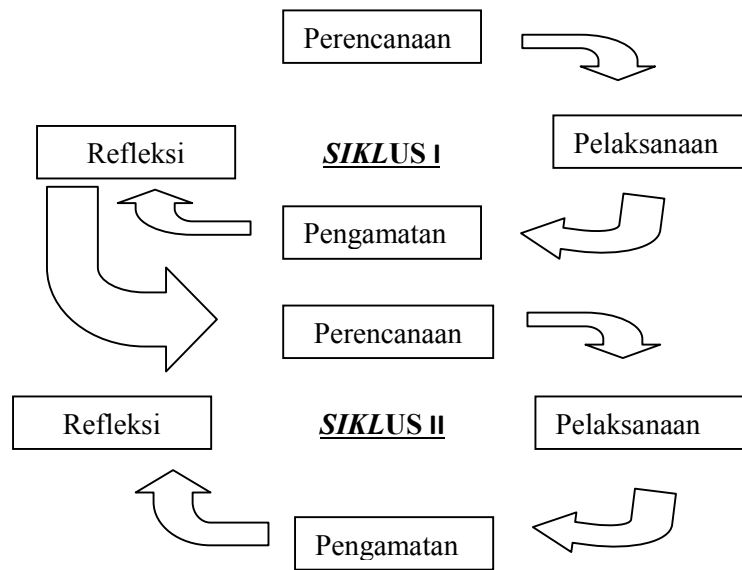 Perencanaan
Refleksi
SIKLUS I
Pelaksanaan
Pengamatan
Perencanaan
Refleksi
SIKLUS II
Pelaksanaan
Pengamatan